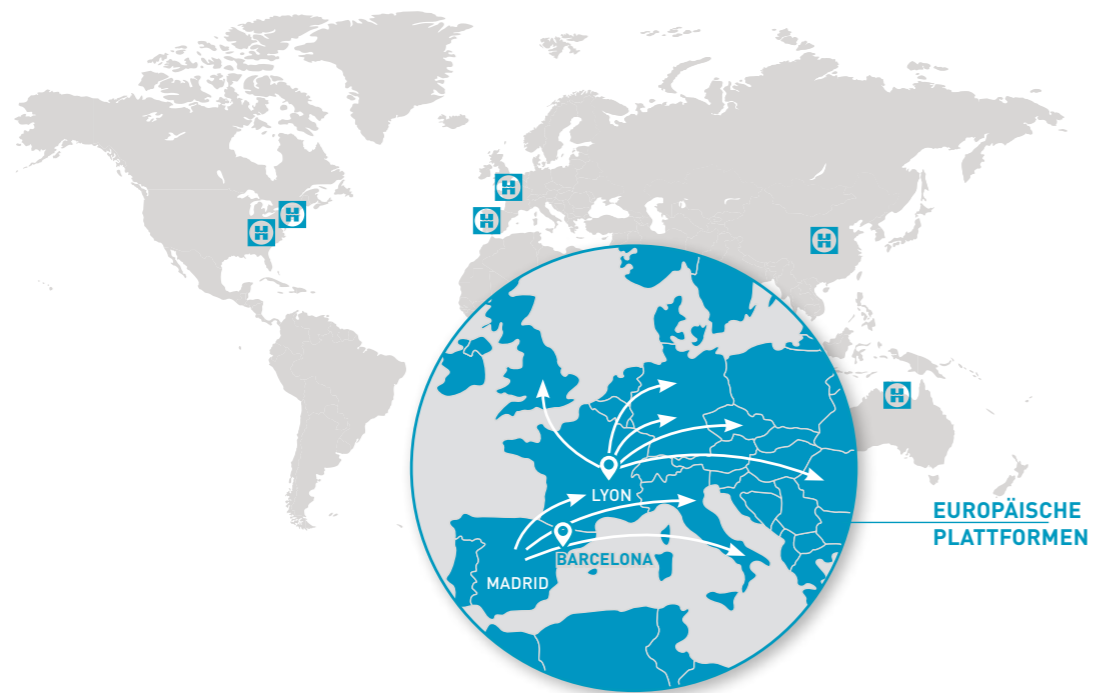 LYON
BARCELONA
MADRID
EUROPÄISCHE
PLATTFORMEN